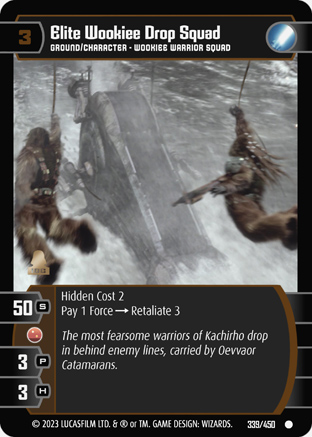 3 Elite Wookiee Drop Squad
GROUND/CHARACTER - WOOKIEE WARRIOR SQUAD
50 S
Hidden Cost 2
Pay 1 Force → Retaliate 3
The most fearsome warriors of Kachirho drop
in behind enemy lines, carried by Oevvaor
Catamarans.
3 P
3 H
© 2023 LUCASFILM LTD. & ® or TM. GAME DESIGN: WIZARDS. 339/450